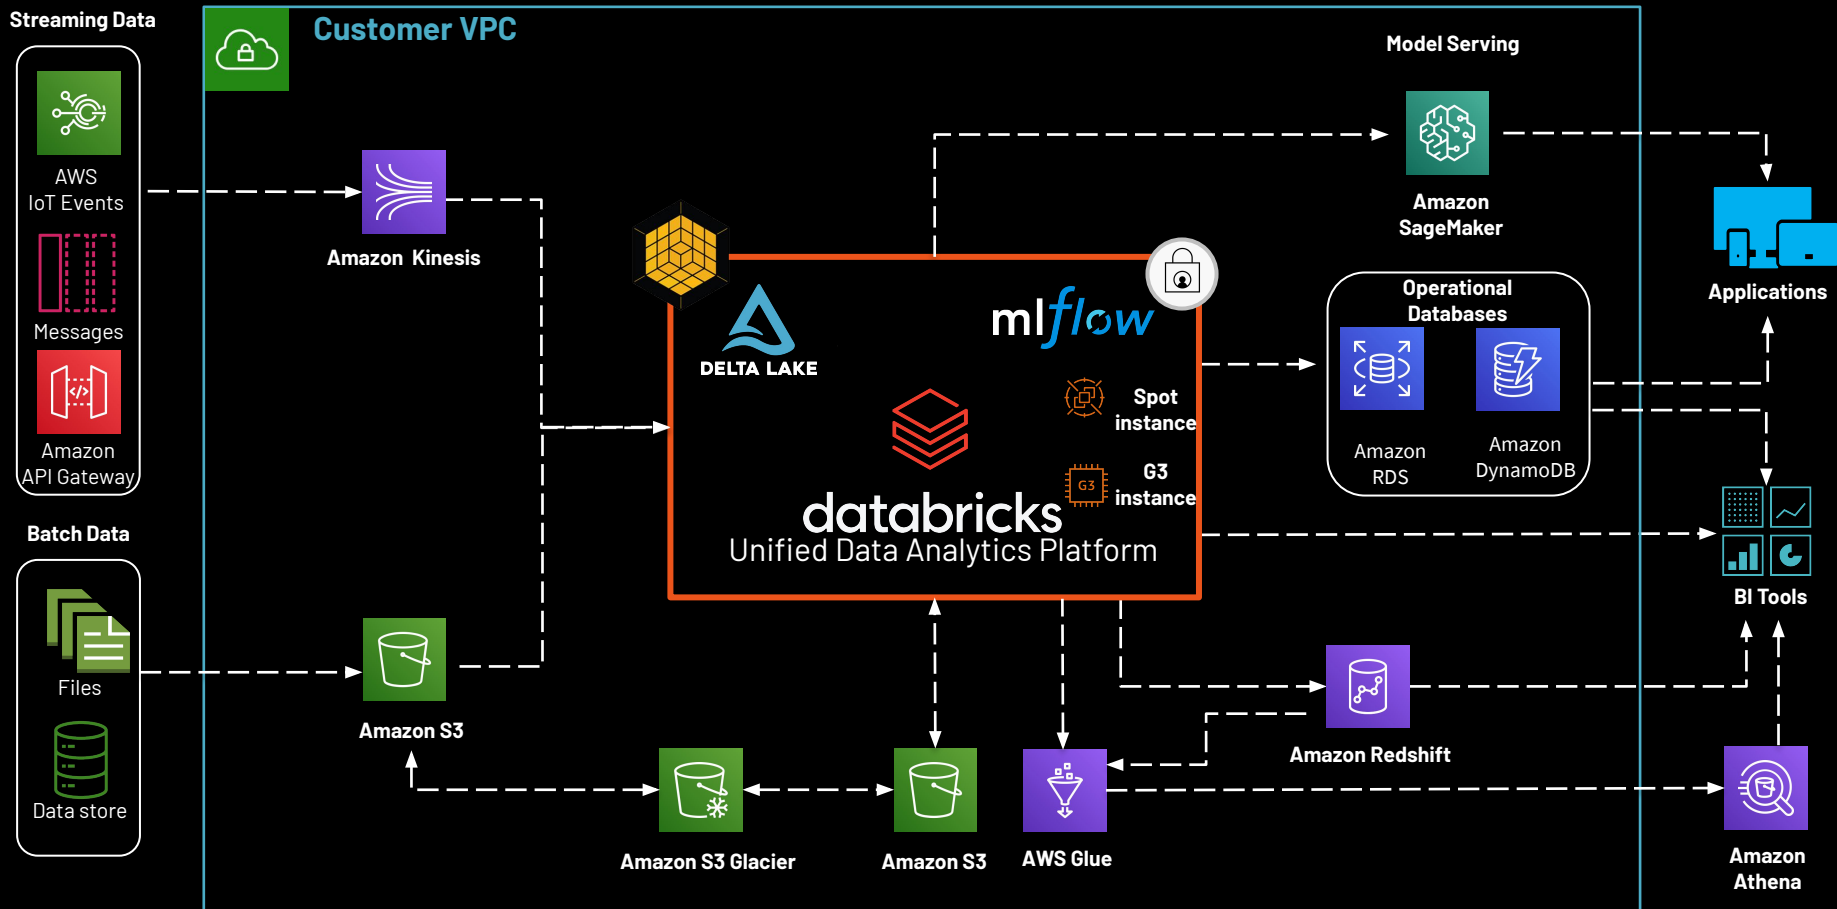 Streaming Data
Customer VPC
Model Serving
AWS
IoT Events
Messages
Amazon
API Gateway
Amazon  Kinesis
Amazon
SageMaker
Applications
Operational
Databases
Amazon
RDS
Amazon
DynamoDB
DELTA LAKE
mlflow
Spot
instance
G3
G3
instance
databricks
Unified Data Analytics Platform
BI Tools
Batch Data
Files
Data store
Amazon S3
Amazon Redshift
Amazon S3 Glacier
Amazon S3
AWS Glue
Amazon
Athena